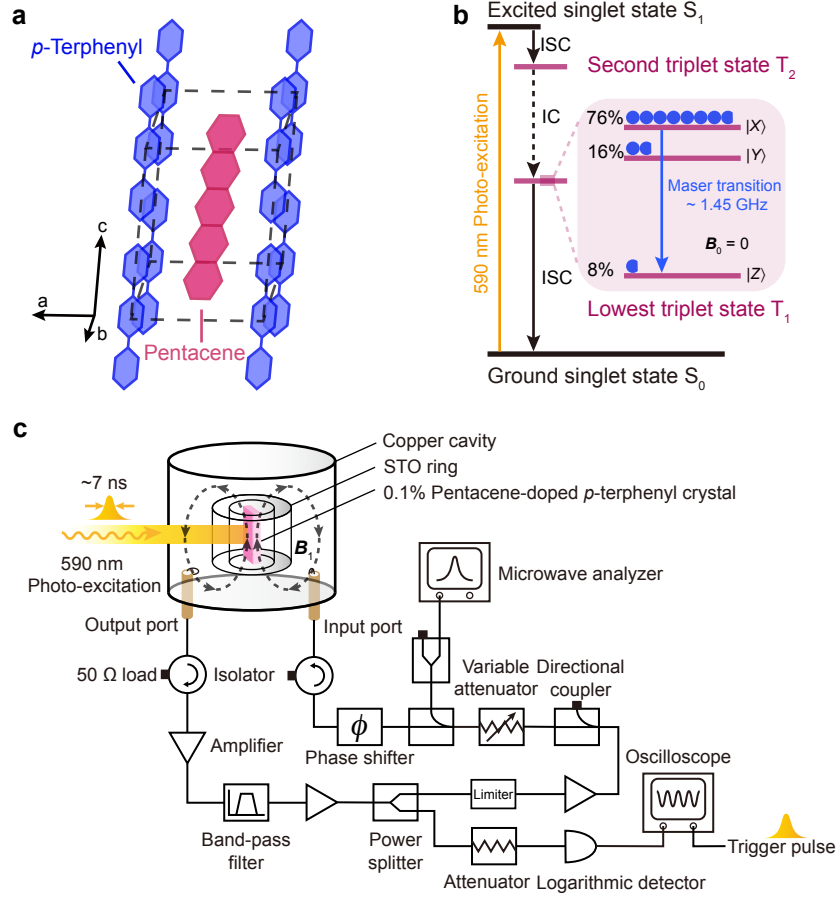 a
p-Terphenyl
c
a
b
Pentacene
b
Excited singlet state S1
ISC
Second triplet state T2
IC
590 nm Photo-excitation
76%
|X⟩
16%
|Y⟩
Maser transition
~ 1.45 GHz
B0 = 0
8%
|Z⟩
ISC
Lowest triplet state T1
Ground singlet state S0
c
Copper cavity
STO ring
0.1% Pentacene-doped p-terphenyl crystal
~7 ns
B1
590 nm
Photo-excitation
Microwave analyzer
Output port
Input port
50 Ω load
Isolator
Variable
attenuator
Directional
coupler
ϕ
Phase shifter
Amplifier
Oscilloscope
Limiter
Band-pass
filter
Power
splitter
Attenuator
Logarithmic detector
Trigger pulse